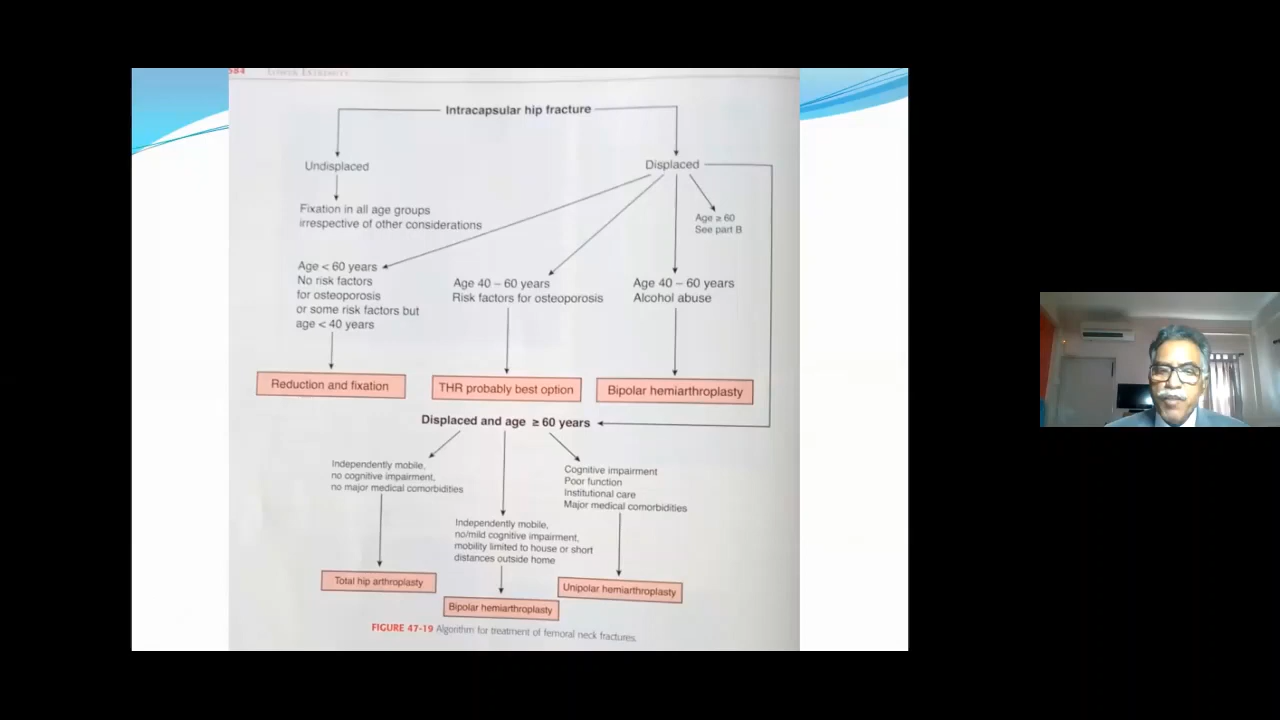 584 LOWER EXTREMITY
Intracapsular hip fracture
Undisplaced
Displaced
Fixation in all age groups
irrespective of other considerations
Age ≥ 60
See part B
Age < 60 years
No risk factors
for osteoporosis
or some risk factors but
age < 40 years
Age 40 – 60 years
Risk factors for osteoporosis
Age 40 – 60 years
Alcohol abuse
Reduction and fixation
THR probably best option
Bipolar hemiarthroplasty
Displaced and age ≥ 60 years
Independently mobile,
no cognitive impairment,
no major medical comorbidities
Independently mobile,
no/mild cognitive impairment,
mobility limited to house or short
distances outside home
Cognitive impairment
Poor function
Institutional care
Major medical comorbidities
Total hip arthroplasty
Bipolar hemiarthroplasty
Unipolar hemiarthroplasty
FIGURE 47-19 Algorithm for treatment of femoral neck fractures.